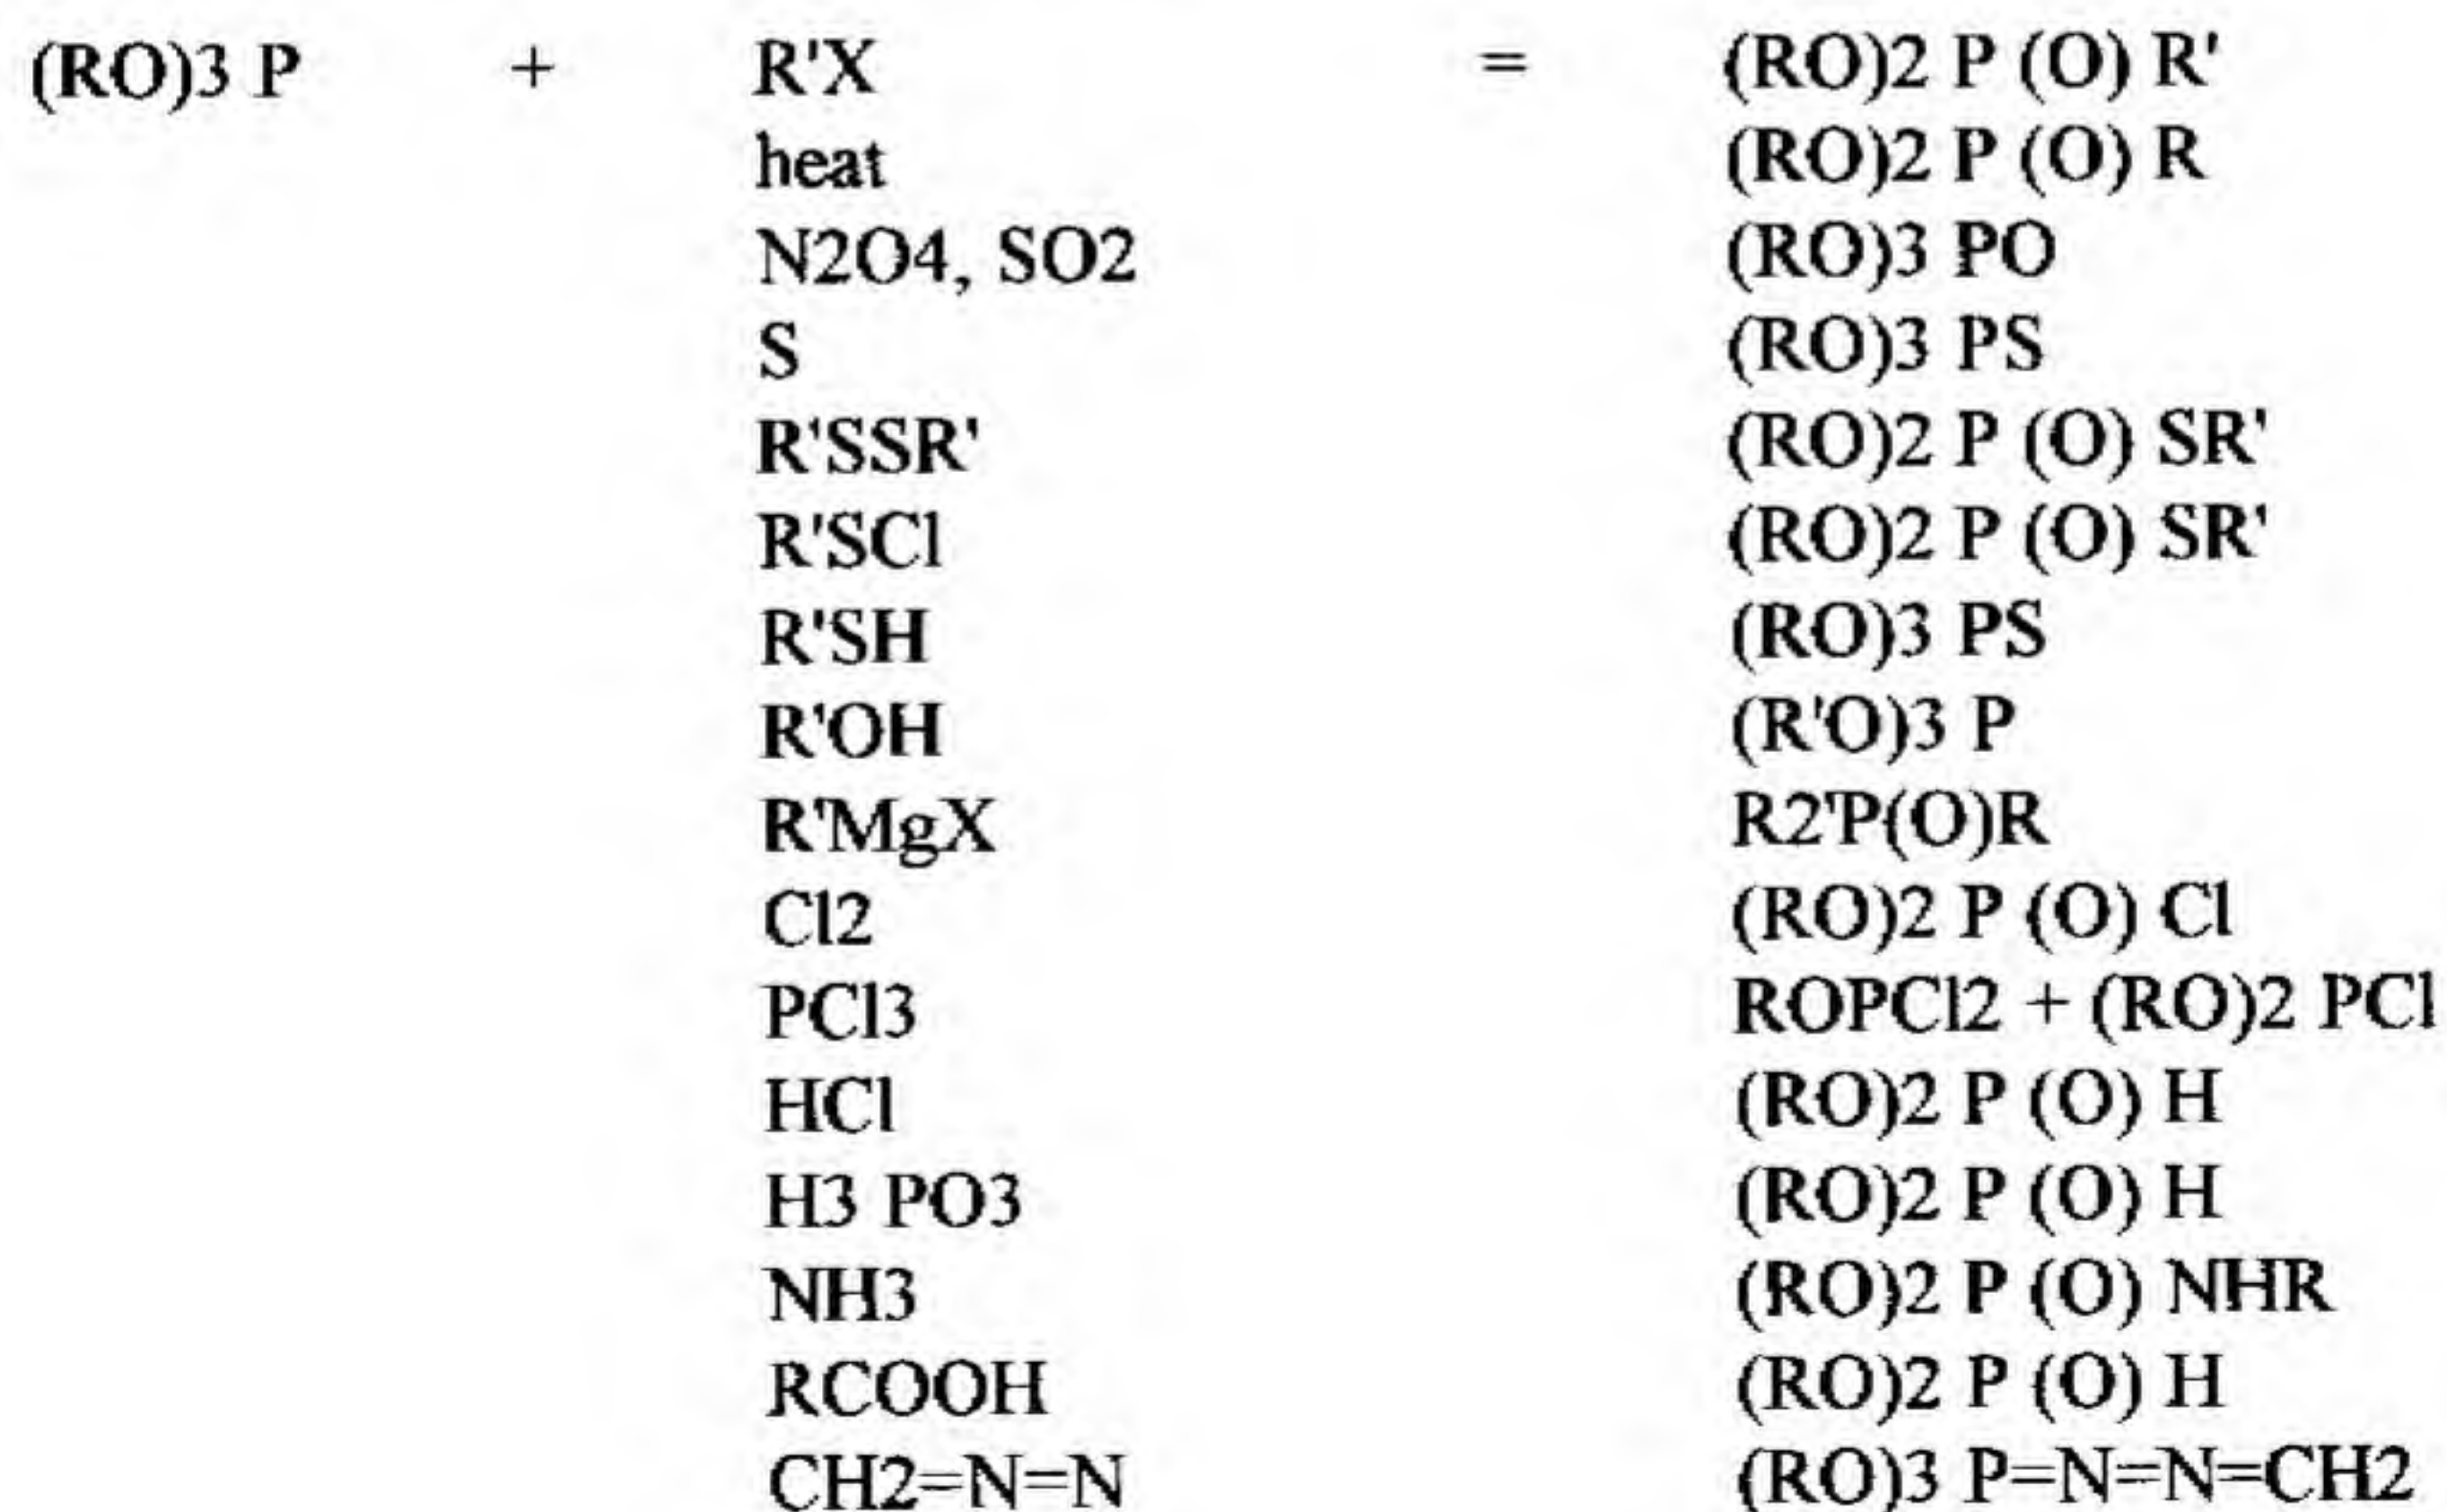 (RO)3 P + R'X = (RO)2 P (O) R'
heat (RO)2 P (O) R
N2O4, SO2 (RO)3 PO
S (RO)3 PS
R'SSR' (RO)2 P (O) SR'
R'SCl (RO)2 P (O) SR'
R'SH (RO)3 PS
R'OH (R'O)3 P
R'MgX R2'P(O)R
Cl2 (RO)2 P (O) Cl
PCl3 ROPCl2 + (RO)2 PCl
HCl (RO)2 P (O) H
H3 PO3 (RO)2 P (O) H
NH3 (RO)2 P (O) NHR
RCOOH (RO)2 P (O) H
CH2=N=N (RO)3 P=N=N=CH2